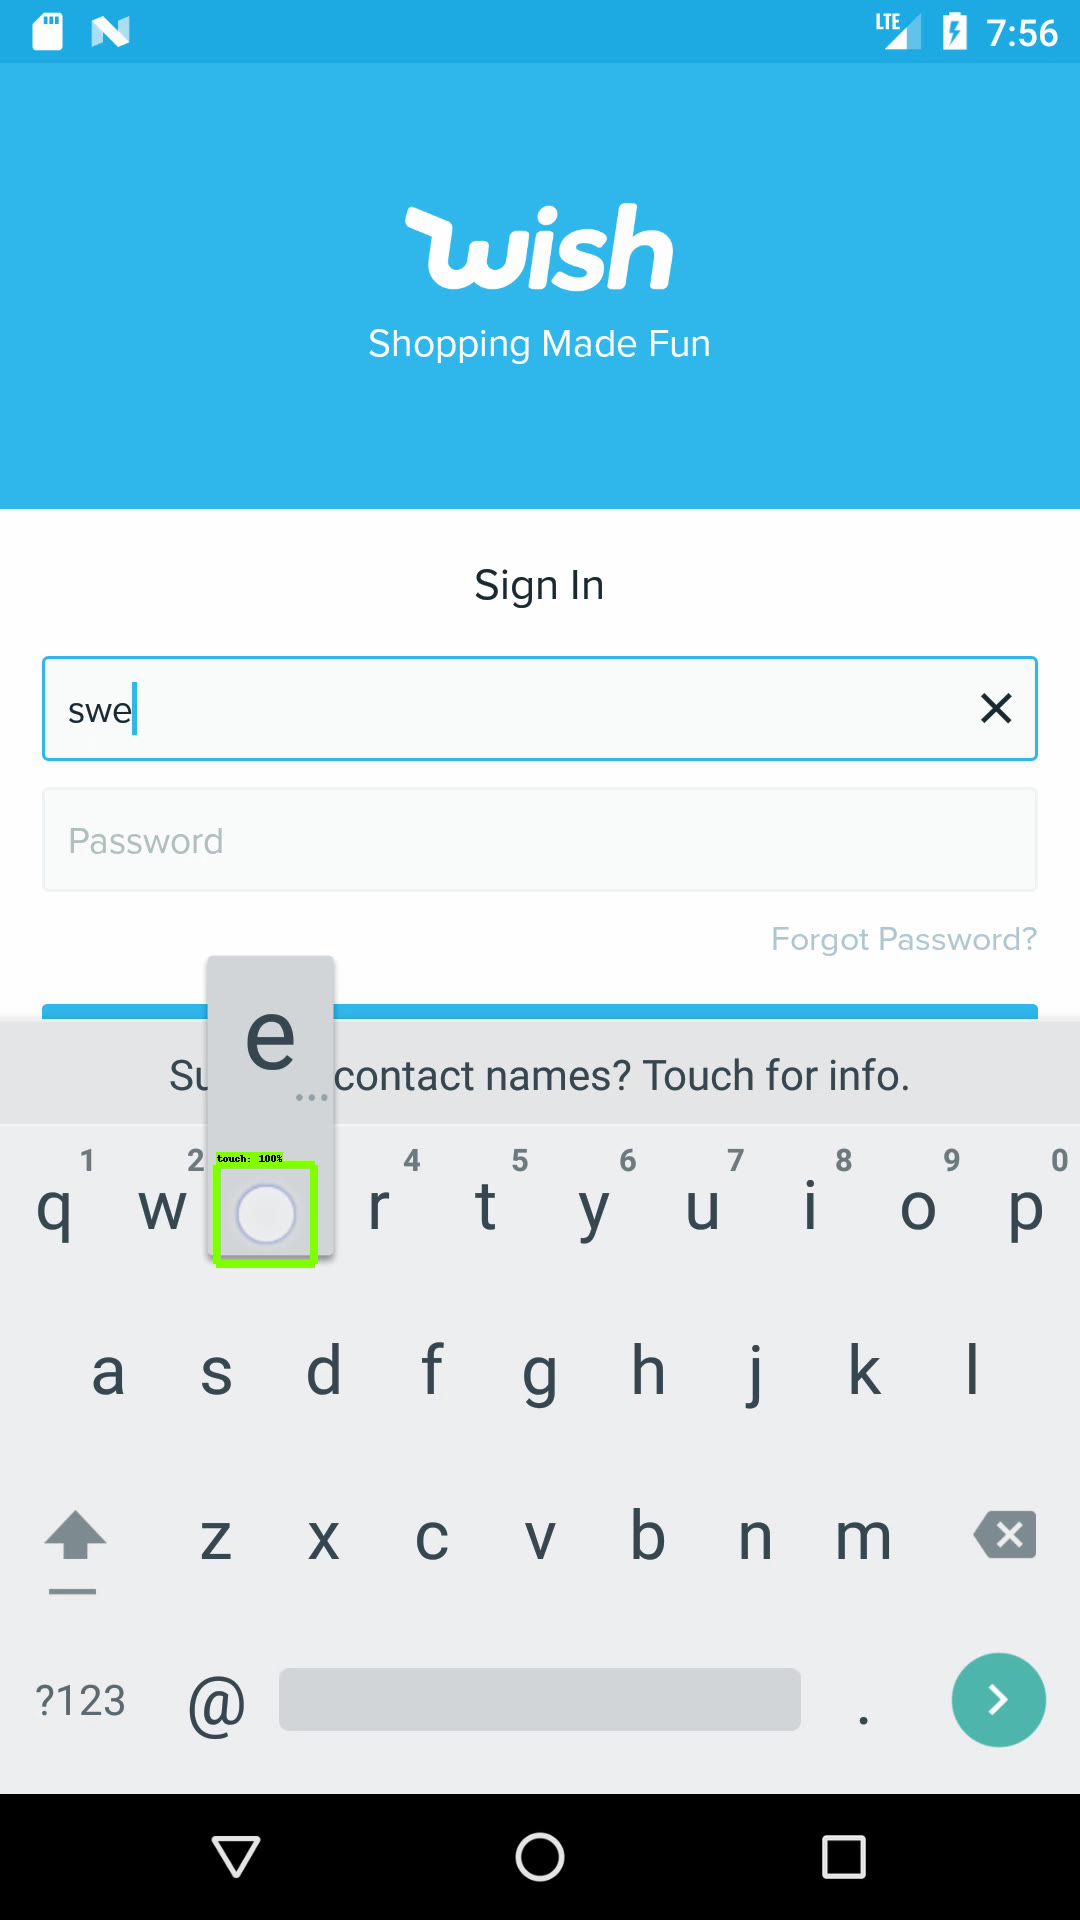 LTE 7:56
wish
Shopping Made Fun
Sign In
swe
Password
Forgot Password?
e
Su contact names? Touch for info.
...
touch: 100%
1 2 4 5 6 7 8 9 0
q w r t y u i o p
a s d f g h j k l
z x c v b n m
?123 @ .